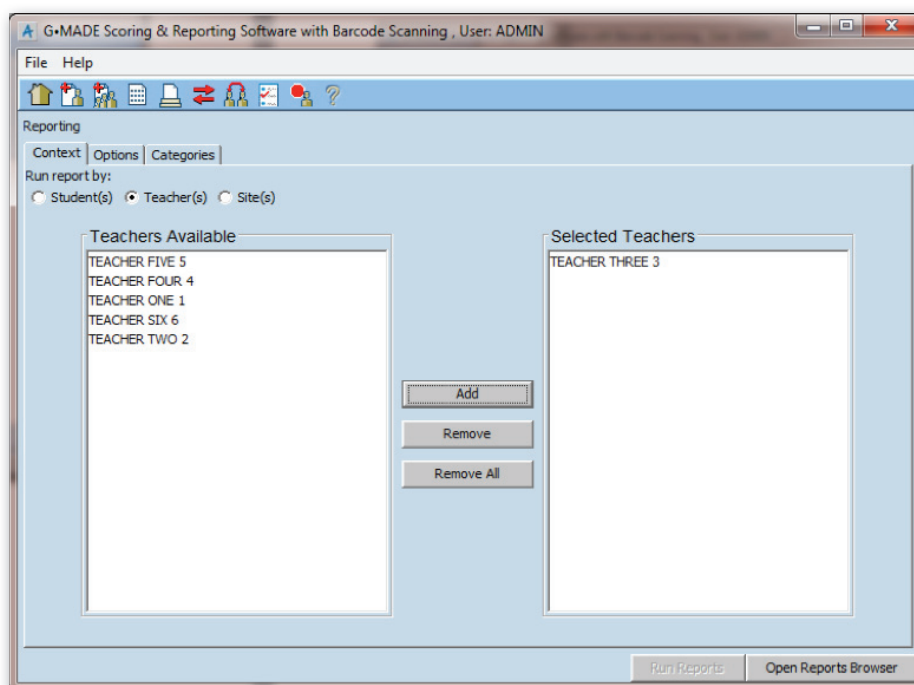 G•MADE Scoring & Reporting Software with Barcode Scanning , User: ADMIN
File Help
Reporting
Context Options Categories
Run report by:
Student(s) Teacher(s) Site(s)
Teachers Available
TEACHER FIVE 5
TEACHER FOUR 4
TEACHER ONE 1
TEACHER SIX 6
TEACHER TWO 2
Add
Remove
Remove All
Selected Teachers
TEACHER THREE 3
Run Reports Open Reports Browser